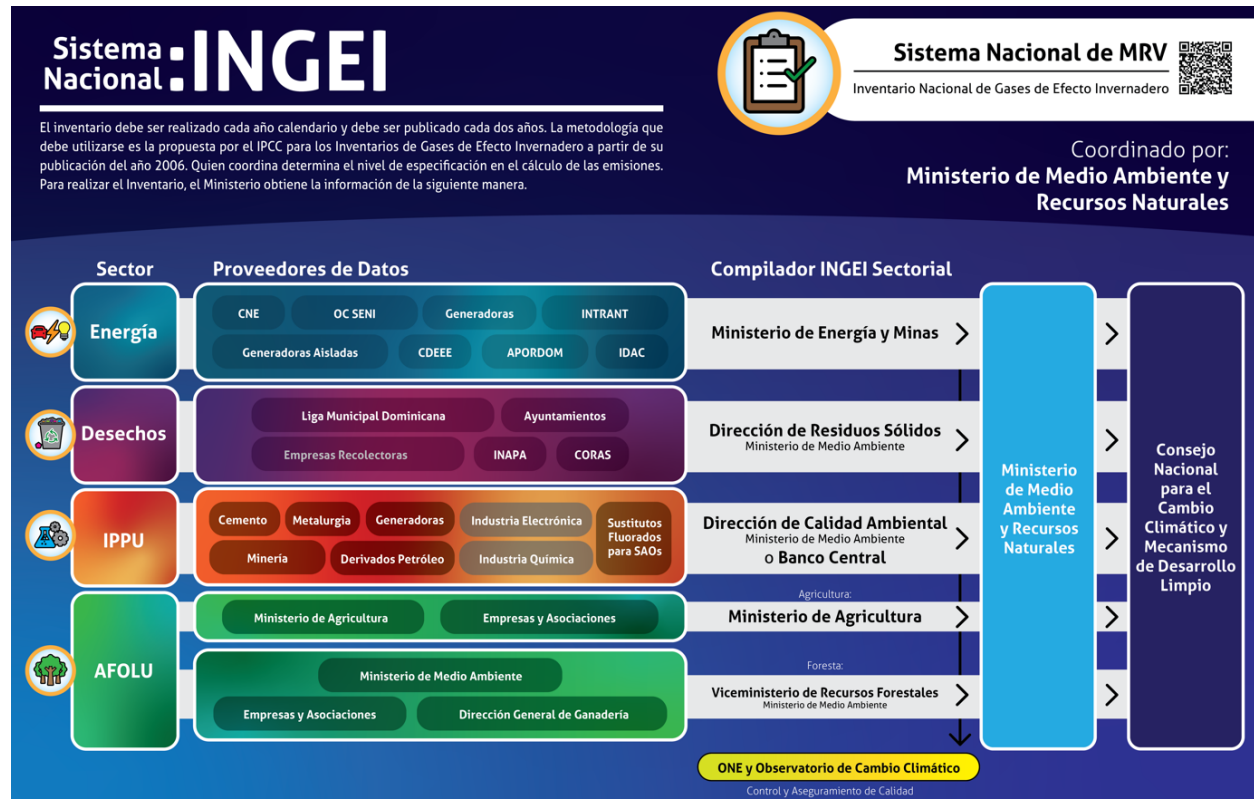 Sistema
Nacional
:INGEI
El inventario debe ser realizado cada año calendario y debe ser publicado cada dos años. La metodología que
debe utilizarse es la propuesta por el IPCC para los Inventarios de Gases de Efecto Invernadero a partir de su
publicación del año 2006. Quien coordina determina el nivel de especificación en el cálculo de las emisiones.
Para realizar el Inventario, el Ministerio obtiene la información de la siguiente manera.
Sistema Nacional de MRV
Inventario Nacional de Gases de Efecto Invernadero
Coordinado por:
Ministerio de Medio Ambiente y
Recursos Naturales
Sector
Proveedores de Datos
Compilador INGEI Sectorial
Energía
CNE
OC SENI
Generadoras
INTRANT
Generadoras Aisladas
CDEEE
APORDOM
IDAC
Ministerio de Energía y Minas
Desechos
Liga Municipal Dominicana
Ayuntamientos
Empresas Recolectoras
INAPA
CORAS
Dirección de Residuos Sólidos
Ministerio de Medio Ambiente
IPPU
Cemento
Metalurgia
Generadoras
Industria Electrónica
Sustitutos
Fluorados
para SAOs
Minería
Derivados Petróleo
Industria Química
Dirección de Calidad Ambiental
Ministerio de Medio Ambiente
o Banco Central
AFOLU
Ministerio de Agricultura
Empresas y Asociaciones
Agricultura:
Ministerio de Agricultura
Ministerio de Medio Ambiente
Empresas y Asociaciones
Dirección General de Ganadería
Foresta:
Viceministerio de Recursos Forestales
Ministerio de Medio Ambiente
Ministerio
de Medio
Ambiente
y Recursos
Naturales
Consejo
Nacional
para el
Cambio
Climático y
Mecanismo
de Desarrollo
Limpio
ONE y Observatorio de Cambio Climático
Control y Aseguramiento de Calidad